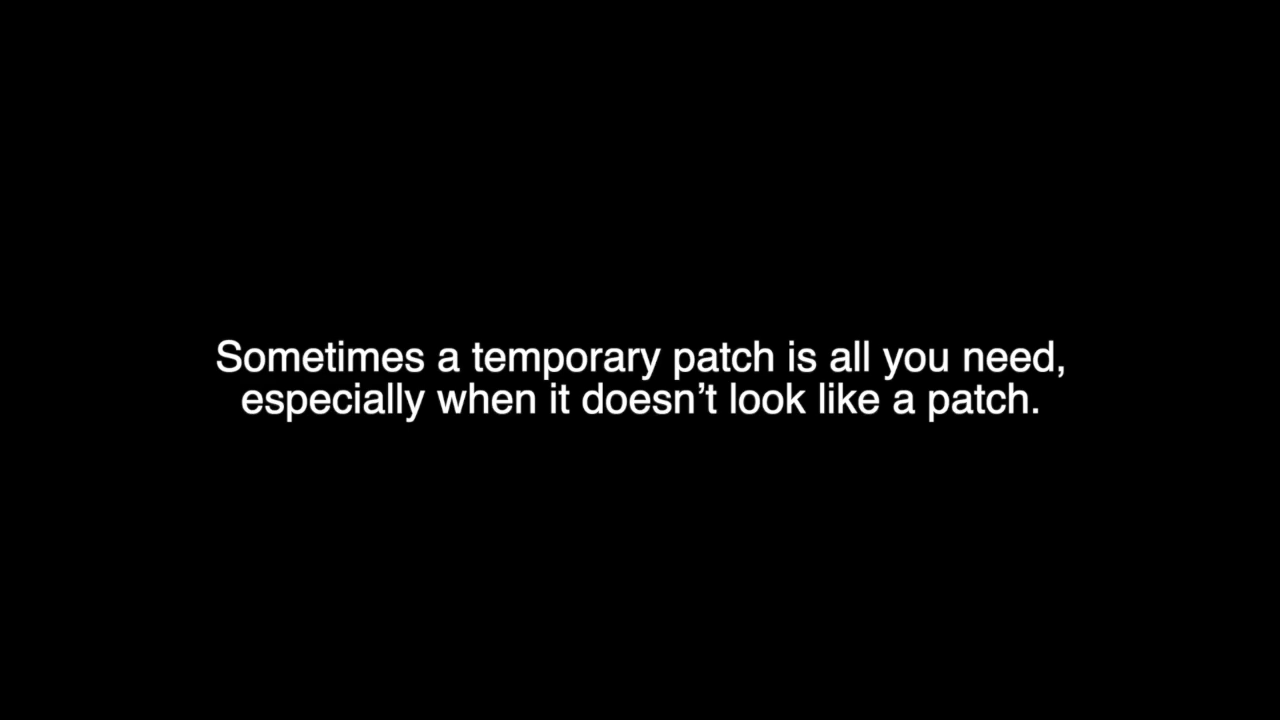 Sometimes a temporary patch is all you need,
especially when it doesn’t look like a patch.